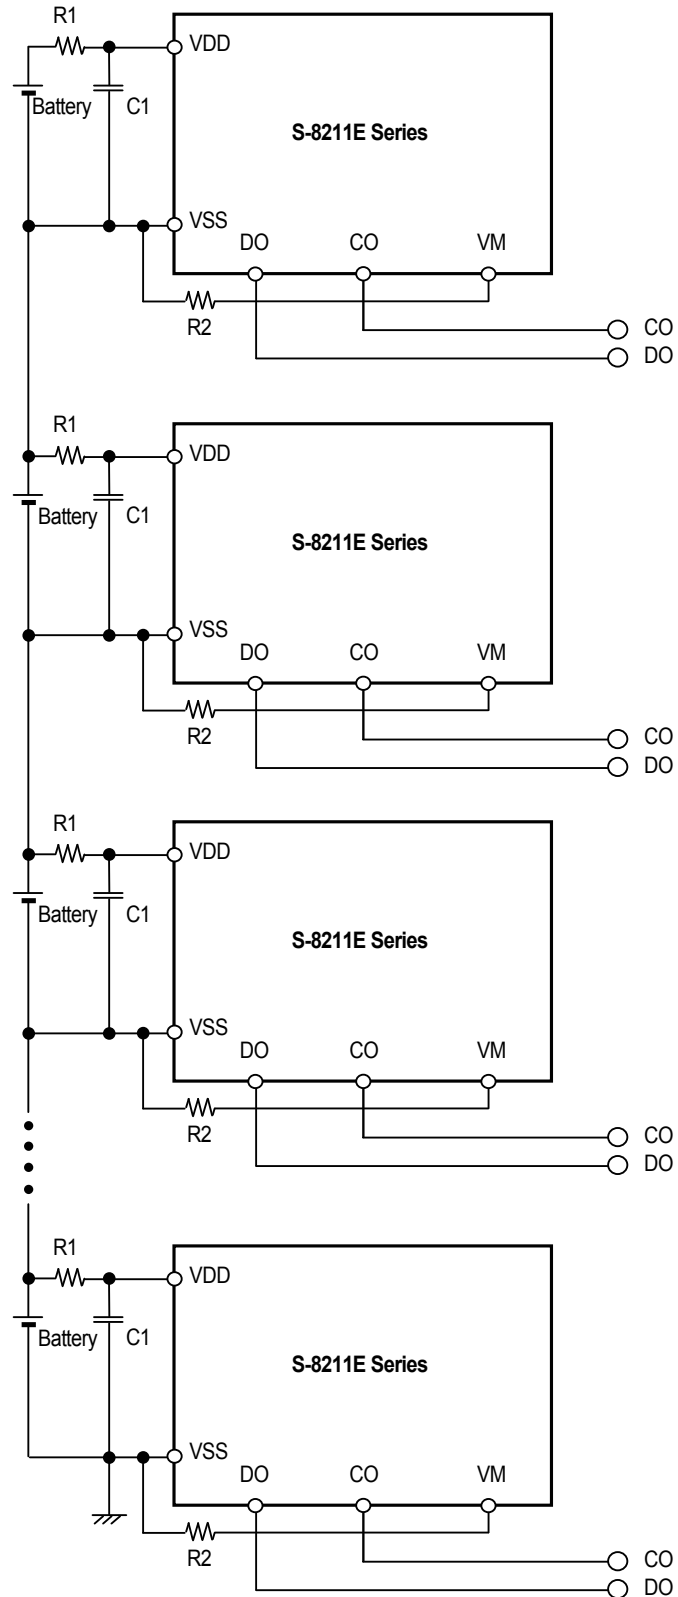 R1
VDD
Battery
C1
S-8211E Series
VSS
DO
CO
VM
R2
CO
DO
R1
VDD
Battery
C1
S-8211E Series
VSS
DO
CO
VM
R2
CO
DO
R1
VDD
Battery
C1
S-8211E Series
VSS
DO
CO
VM
R2
CO
DO
R1
VDD
Battery
C1
S-8211E Series
VSS
DO
CO
VM
R2
CO
DO